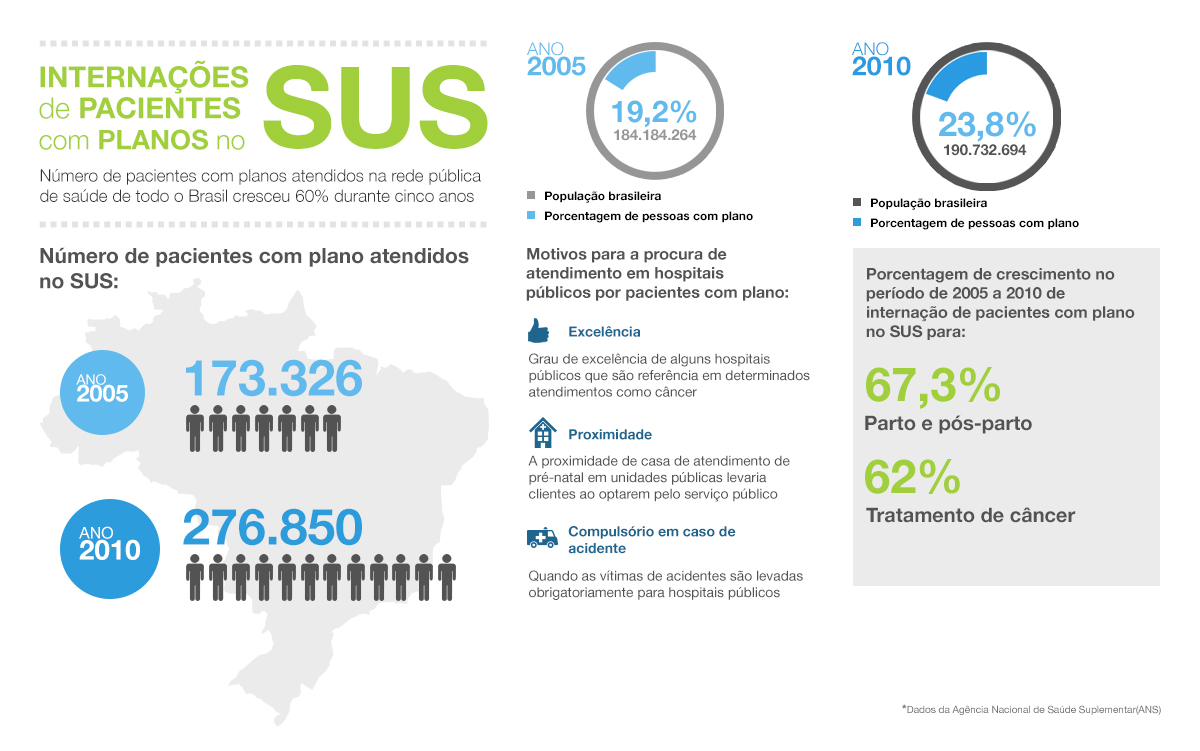 INTERNAÇÕES
de PACIENTES
com PLANOS no
SUS
Número de pacientes com planos atendidos na rede pública
de saúde de todo o Brasil cresceu 60% durante cinco anos
Número de pacientes com plano atendidos
no SUS:
ANO
2005
173.326
ANO
2010
276.850
ANO
2005
19,2%
184.184.264
População brasileira
Porcentagem de pessoas com plano
Motivos para a procura de
atendimento em hospitais
públicos por pacientes com plano:
Excelência
Grau de excelência de alguns hospitais
públicos que são referência em determinados
atendimentos como câncer
Proximidade
A proximidade de casa de atendimento de
pré-natal em unidades públicas levaria
clientes ao optarem pelo serviço público
Compulsório em caso de
acidente
Quando as vítimas de acidentes são levadas
obrigatoriamente para hospitais públicos
ANO
2010
23,8%
190.732.694
População brasileira
Porcentagem de pessoas com plano
Porcentagem de crescimento no
período de 2005 a 2010 de
internação de pacientes com plano
no SUS para:
67,3%
Parto e pós-parto
62%
Tratamento de câncer
*Dados da Agência Nacional de Saúde Suplementar(ANS)